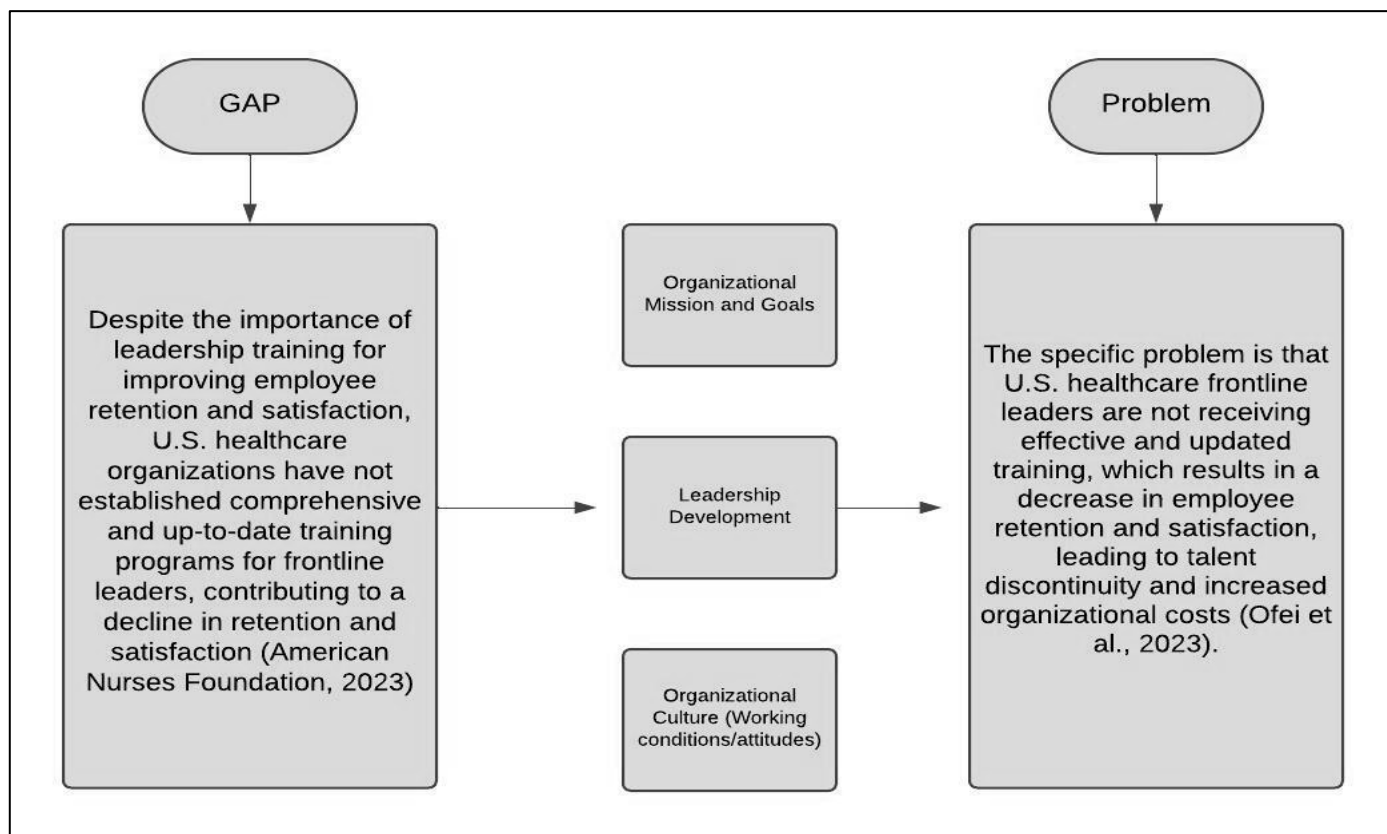 GAP
Problem
Despite the importance of
leadership training for
improving employee
retention and satisfaction,
U.S. healthcare
organizations have not
established comprehensive
and up-to-date training
programs for frontline
leaders, contributing to a
decline in retention and
satisfaction (American
Nurses Foundation, 2023)
Organizational
Mission and Goals
Leadership
Development
Organizational
Culture (Working
conditions/attitudes)
The specific problem is that
U.S. healthcare frontline
leaders are not receiving
effective and updated
training, which results in a
decrease in employee
retention and satisfaction,
leading to talent
discontinuity and increased
organizational costs (Ofei et
al., 2023).